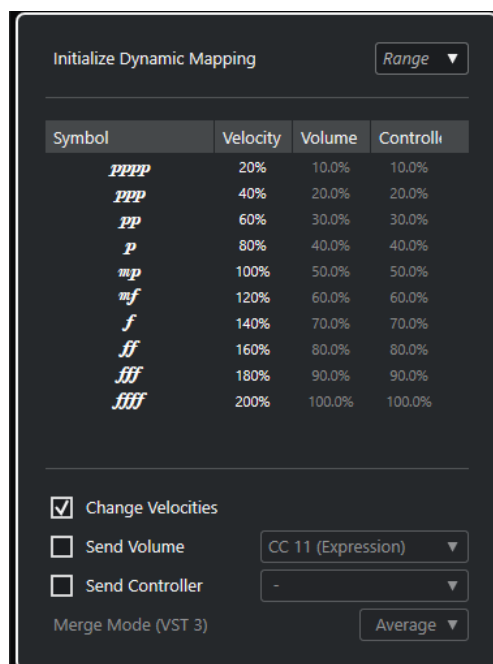 Initialize Dynamic Mapping Range
Symbol Velocity Volume Controlle
pppp 20% 10.0% 10.0%
ppp 40% 20.0% 20.0%
pp 60% 30.0% 30.0%
p 80% 40.0% 40.0%
mp 100% 50.0% 50.0%
mf 120% 60.0% 60.0%
f 140% 70.0% 70.0%
ff 160% 80.0% 80.0%
fff 180% 90.0% 90.0%
ffff 200% 100.0% 100.0%
Change Velocities
Send Volume CC 11 (Expression)
Send Controller -
Merge Mode (VST 3) Average